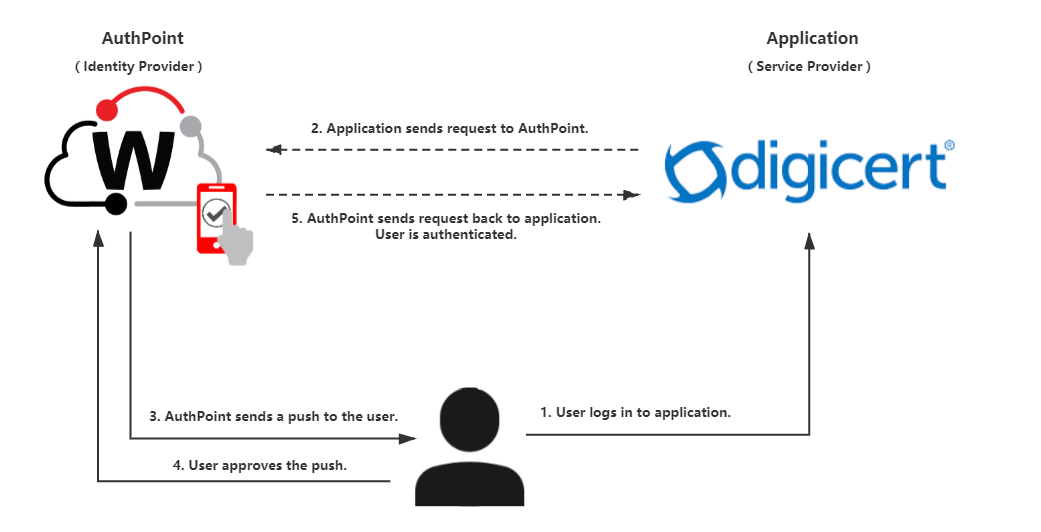 AuthPoint
( Identity Provider )
Application
( Service Provider )
2. Application sends request to AuthPoint.
W
digicert®
5. AuthPoint sends request back to application.
User is authenticated.
3. AuthPoint sends a push to the user.
1. User logs in to application.
4. User approves the push.